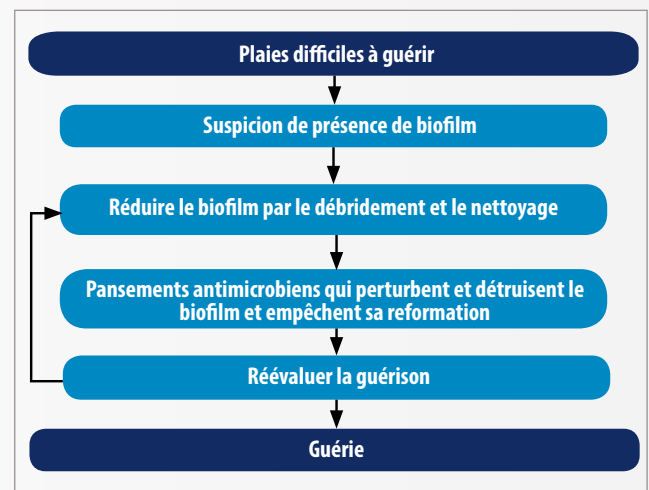 Plaies difficiles à guérir
Suspicion de présence de biofilm
Réduire le biofilm par le débridement et le nettoyage
Pansements antimicrobiens qui perturbent et détruisent le
biofilm et empêchent sa reformation
Réévaluer la guérison
Guérie